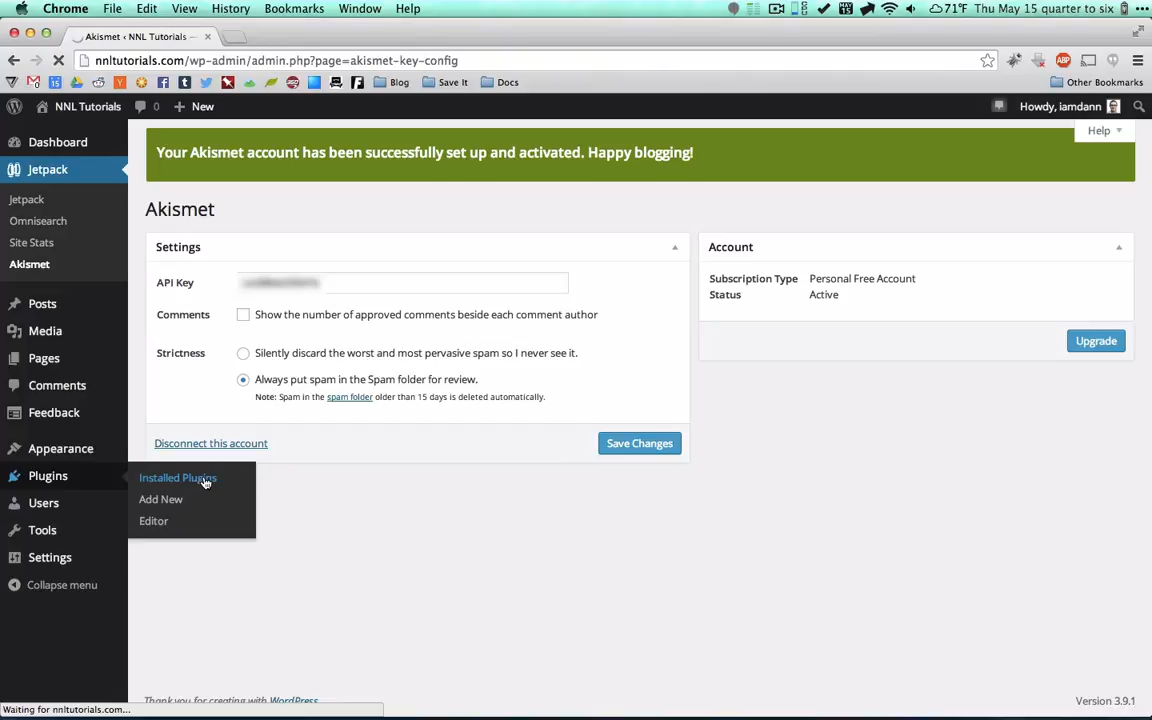 Chrome File Edit View History Bookmarks Window Help
71°F Thu May 15 quarter to six
Akismet ‹ NNL Tutorials —
nnltutorials.com/wp-admin/admin.php?page=akismet-key-config
Blog Save It Docs Other Bookmarks
NNL Tutorials 0 New Howdy, iamdann
Help
Your Akismet account has been successfully set up and activated. Happy blogging!
Dashboard
Jetpack
Jetpack
Omnisearch
Site Stats
Akismet
Posts
Media
Pages
Comments
Feedback
Appearance
Plugins
Installed Plugins
Add New
Editor
Users
Tools
Settings
Collapse menu
Akismet
Settings
API Key
Comments Show the number of approved comments beside each comment author
Strictness Silently discard the worst and most pervasive spam so I never see it.
Always put spam in the Spam folder for review.
Note: Spam in the spam folder older than 15 days is deleted automatically.
Disconnect this account Save Changes
Account
Subscription Type Personal Free Account
Status Active
Upgrade
Thank you for creating with WordPress
Version 3.9.1
Waiting for nnltutorials.com...